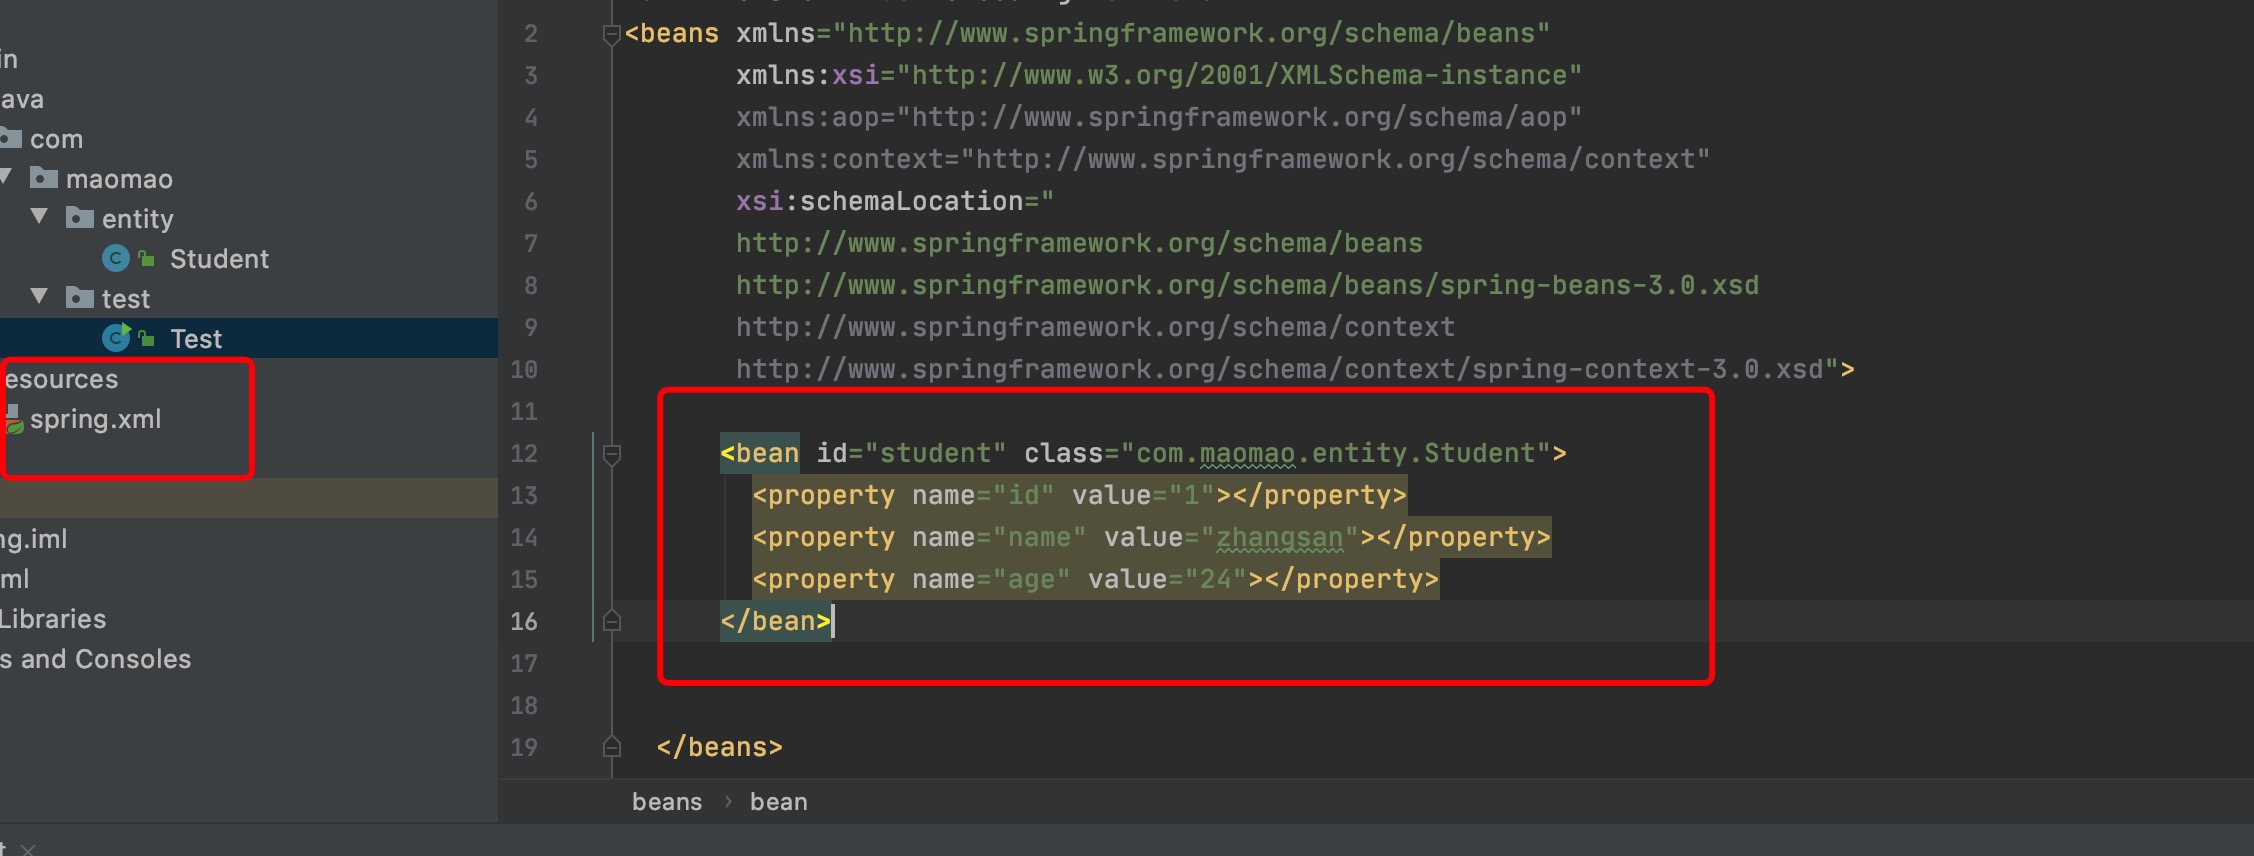 in
ava
com
maomao
entity
Student
test
Test
esources
spring.xml
ng.iml
ml
Libraries
s and Consoles
2 <beans xmlns="http://www.springframework.org/schema/beans"
3 xmlns:xsi="http://www.w3.org/2001/XMLSchema-instance"
4 xmlns:aop="http://www.springframework.org/schema/aop"
5 xmlns:context="http://www.springframework.org/schema/context"
6 xsi:schemaLocation="
7 http://www.springframework.org/schema/beans
8 http://www.springframework.org/schema/beans/spring-beans-3.0.xsd
9 http://www.springframework.org/schema/context
10 http://www.springframework.org/schema/context/spring-context-3.0.xsd">
11
12 <bean id="student" class="com.maomao.entity.Student">
13 <property name="id" value="1"></property>
14 <property name="name" value="zhangsan"></property>
15 <property name="age" value="24"></property>
16 </bean>
17
18
19 </beans>
beans › bean